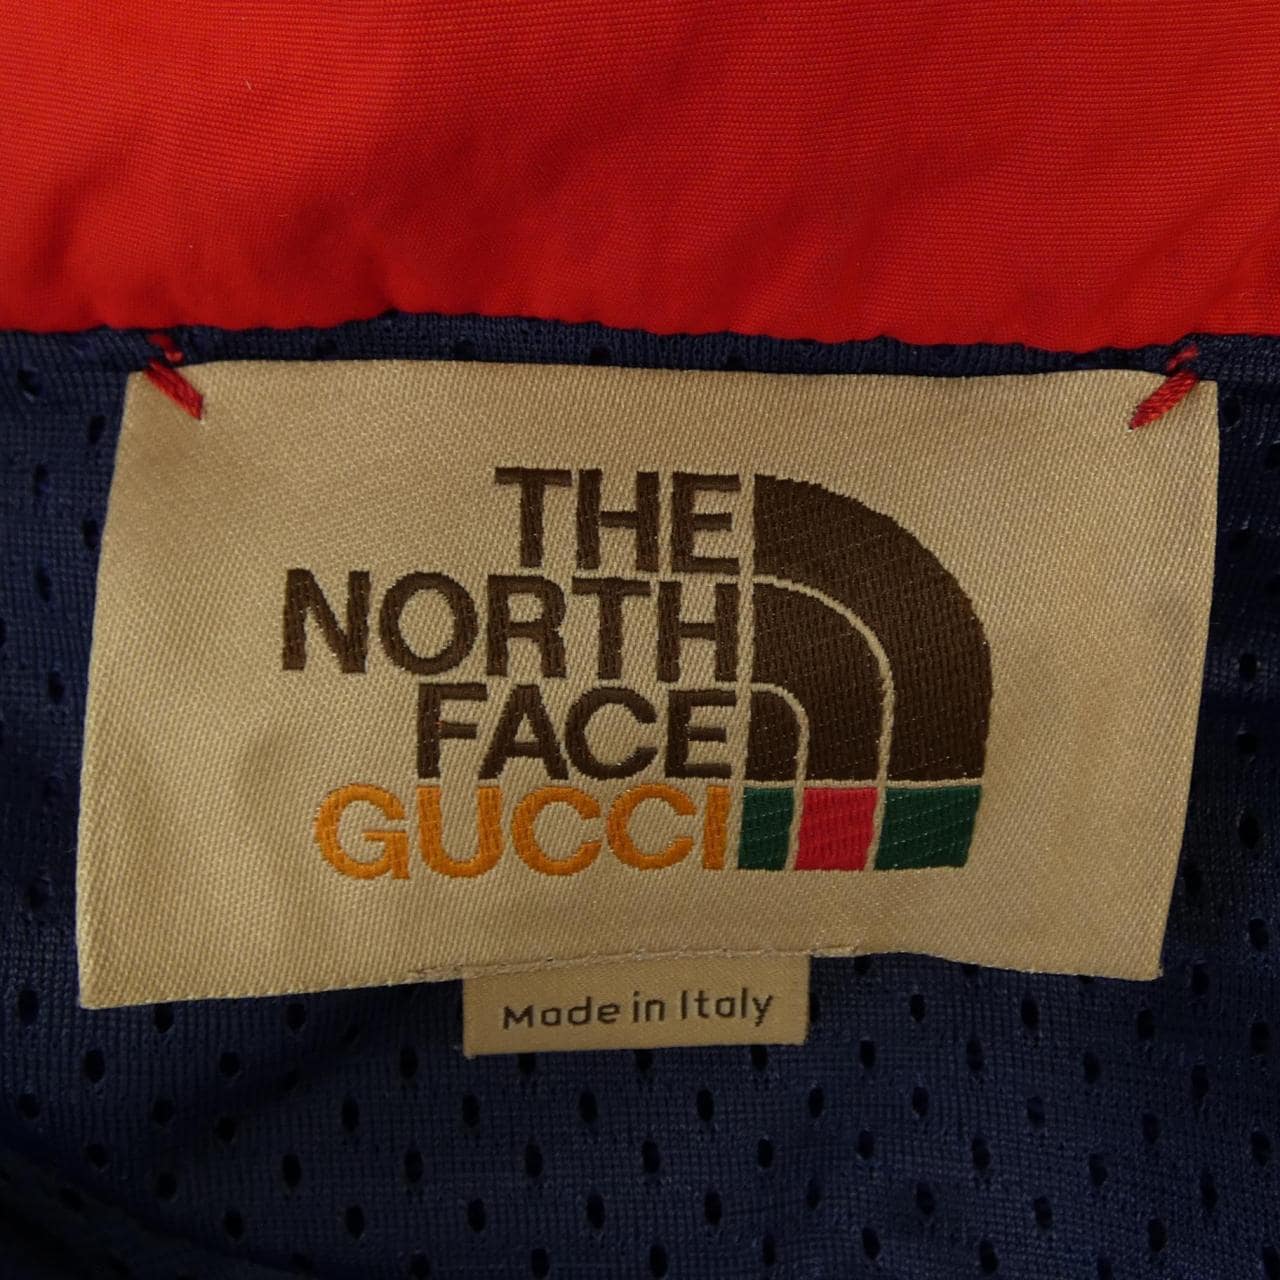 THE
NORTH
FACE
GUCCI
Made in Italy